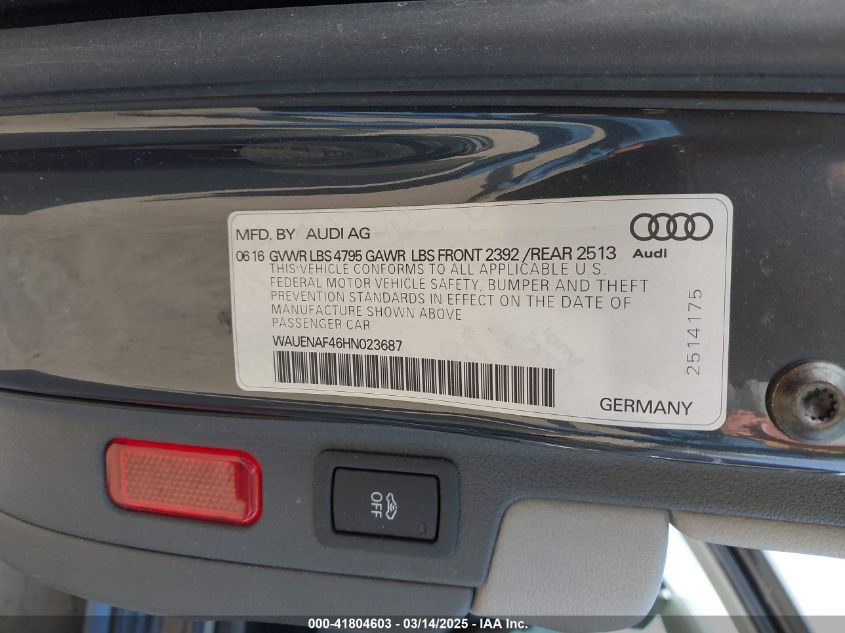 MFD. BY AUDI AG
Audi
06 16 GVWR LBS 4795 GAWR LBS FRONT 2392 /REAR 2513
THIS VEHICLE CONFORMS TO ALL APPLICABLE U.S.
FEDERAL MOTOR VEHICLE SAFETY, BUMPER AND THEFT
PREVENTION STANDARDS IN EFFECT ON THE DATE OF
MANUFACTURE SHOWN ABOVE
PASSENGER CAR
WAUENAF46HN023687
2514175
GERMANY
OFF
000-41804603 - 03/14/2025 - IAA Inc.